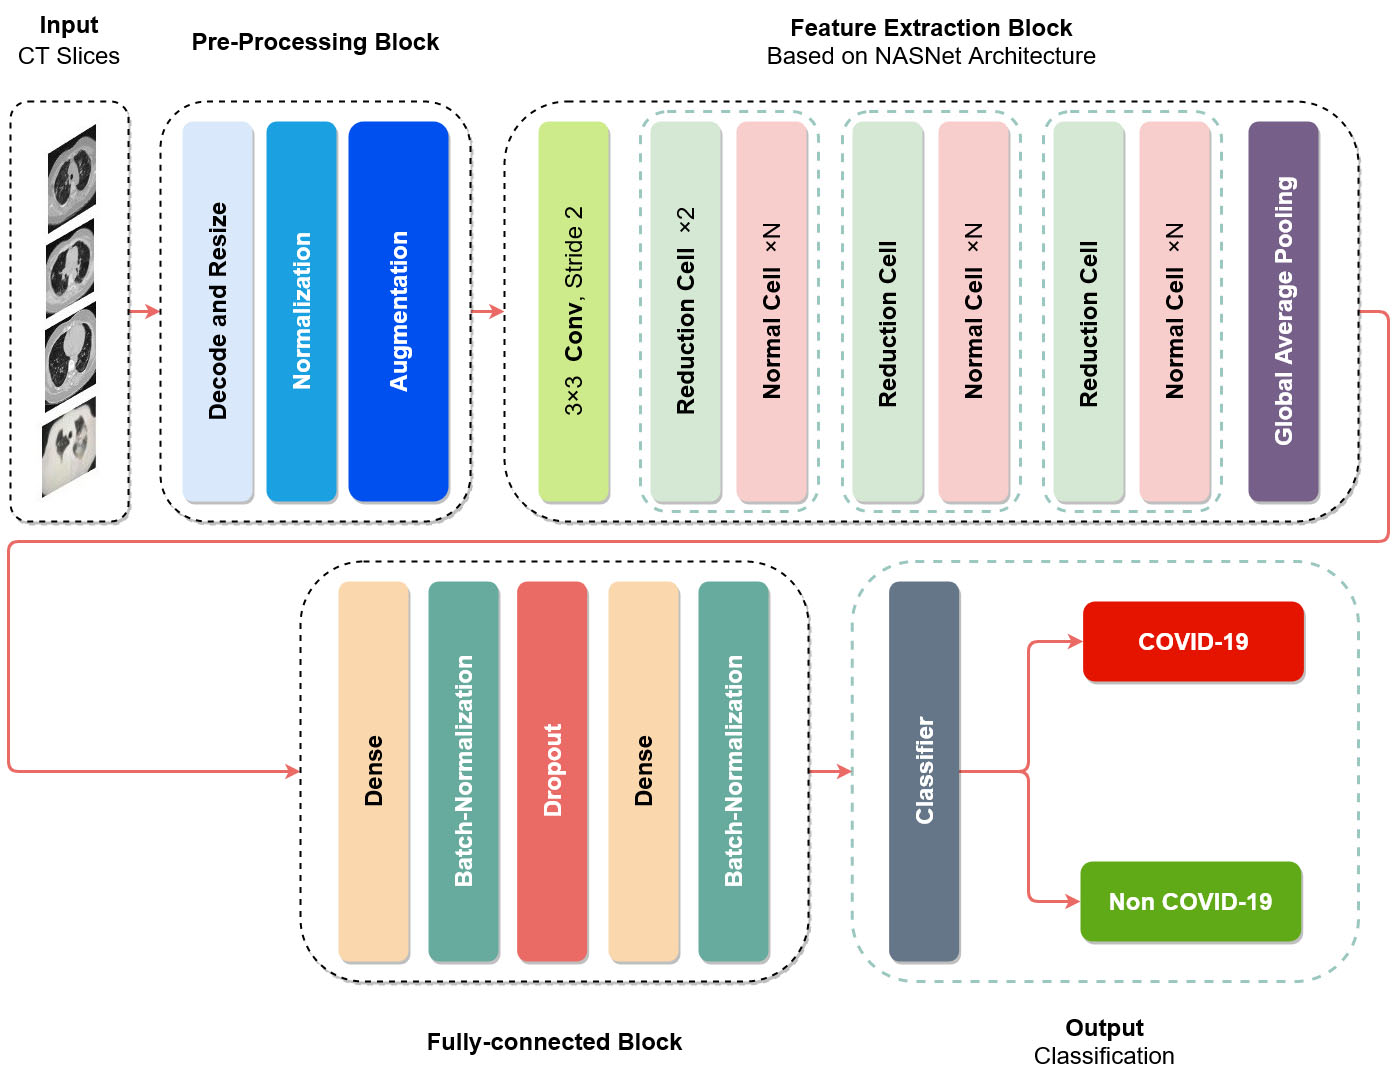 Input
CT Slices
Pre-Processing Block
Feature Extraction Block
Based on NASNet Architecture
Decode and Resize
Normalization
Augmentation
3×3 Conv, Stride 2
Reduction Cell ×2
Normal Cell ×N
Reduction Cell
Normal Cell ×N
Reduction Cell
Normal Cell ×N
Global Average Pooling
Dense
Batch-Normalization
Dropout
Dense
Batch-Normalization
Classifier
COVID-19
Non COVID-19
Fully-connected Block
Output
Classification